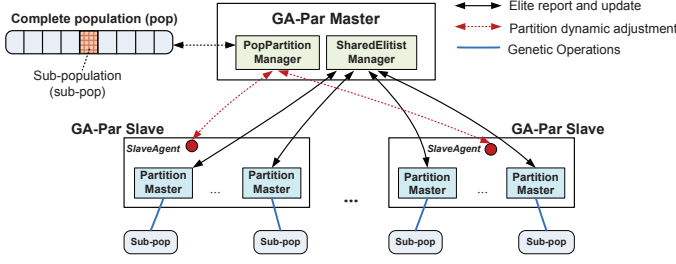 Complete population (pop)
Sub-population
(sub-pop)
GA-Par Master
PopPartition
Manager
SharedElitist
Manager
Elite report and update
Partition dynamic adjustment
Genetic Operations
GA-Par Slave
SlaveAgent
Partition
Master
...
Partition
Master
Sub-pop
Sub-pop
...
GA-Par Slave
SlaveAgent
Partition
Master
...
Partition
Master
Sub-pop
Sub-pop